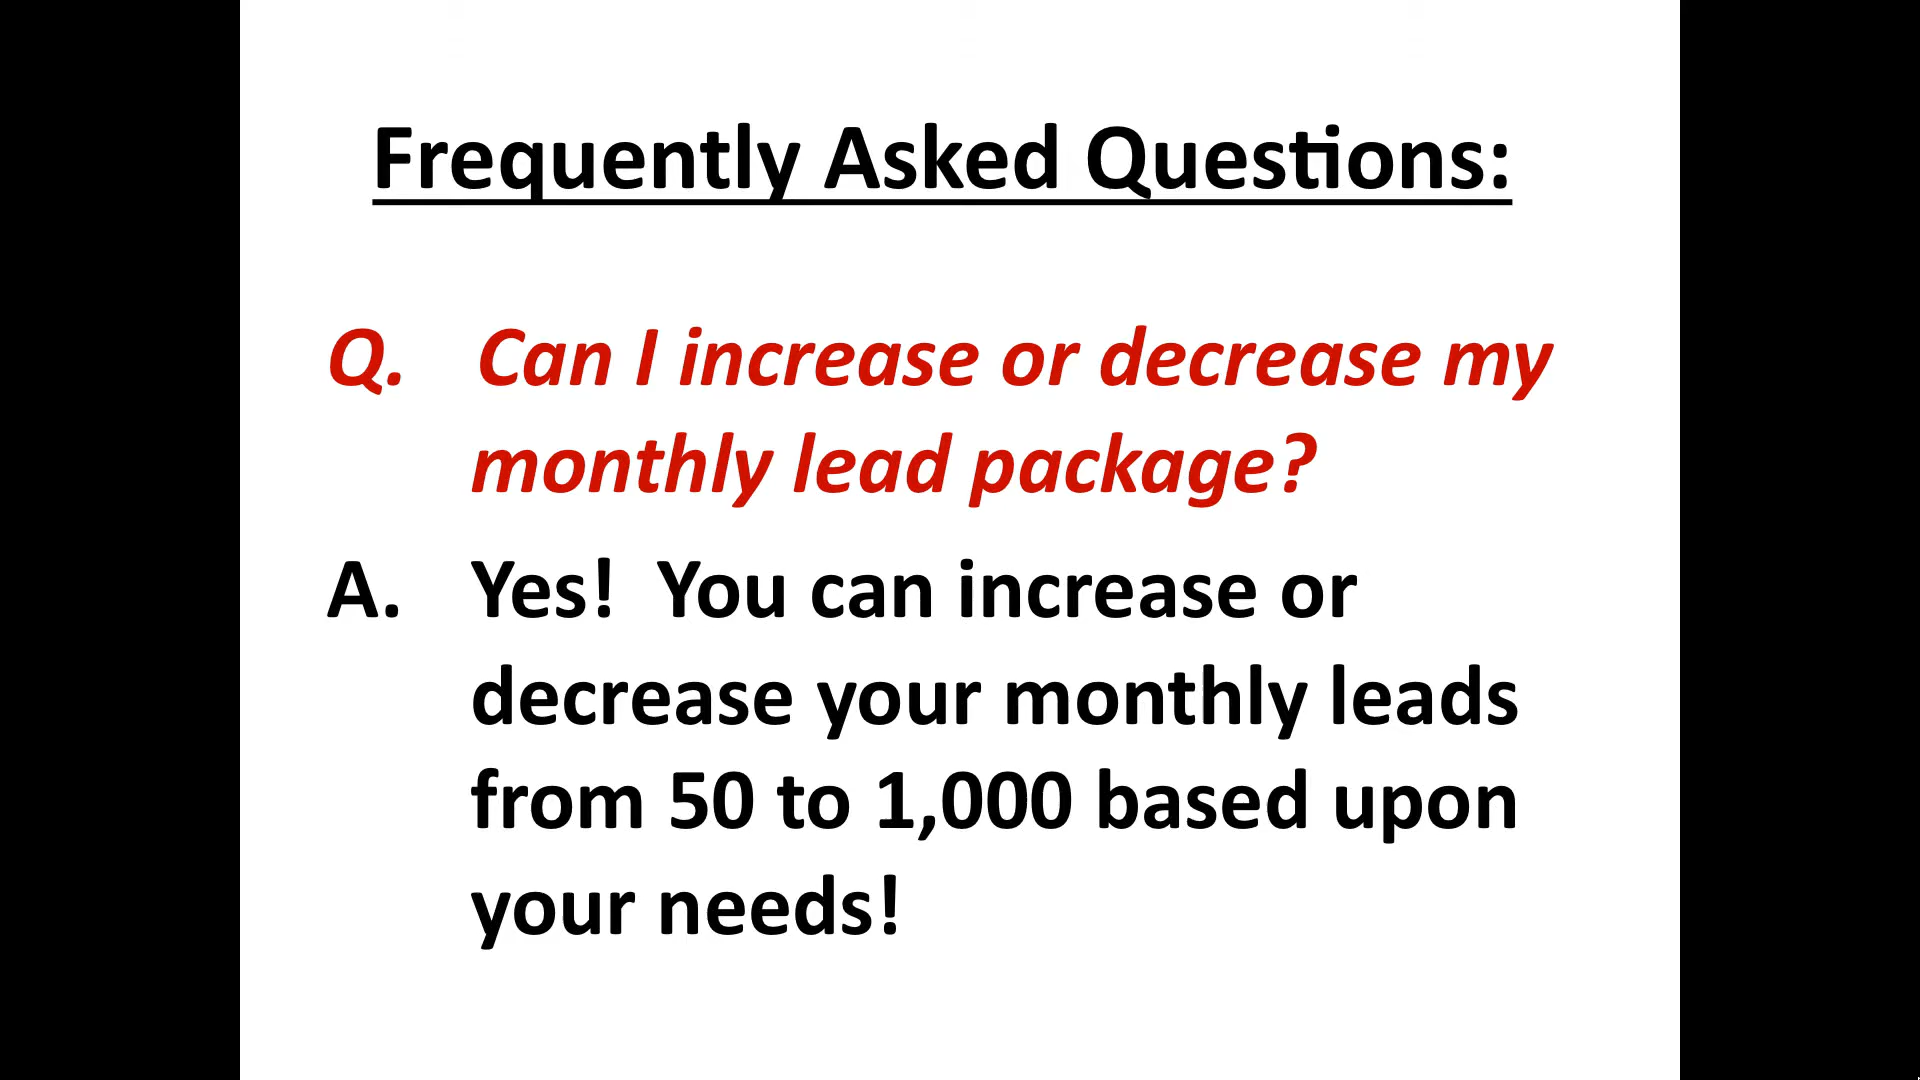 Frequently Asked Questions:
Q. Can I increase or decrease my
monthly lead package?
A. Yes! You can increase or
decrease your monthly leads
from 50 to 1,000 based upon
your needs!